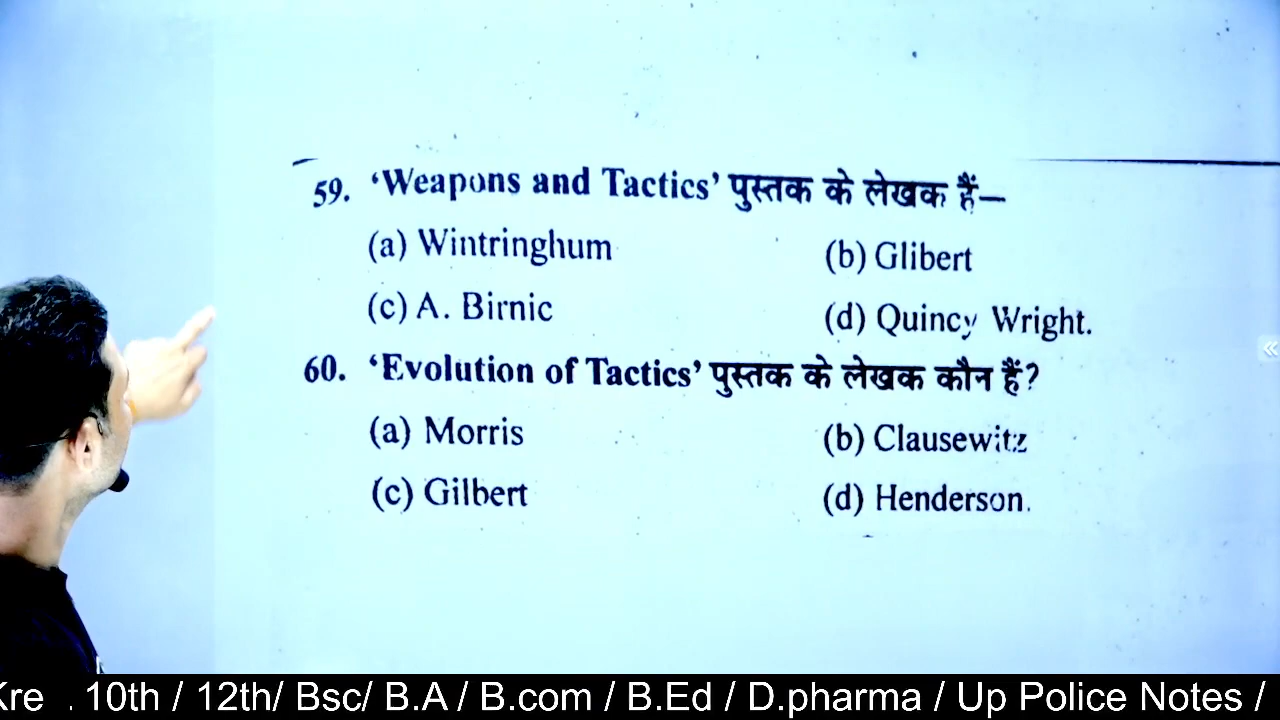 59. ‘Weapons and Tactics’ पुस्तक के लेखक हैं—
(a) Wintringhum (b) Glibert
(c) A. Birnic (d) Quincy Wright.
60. ‘Evolution of Tactics’ पुस्तक के लेखक कौन हैं?
(a) Morris (b) Clausewitz
(c) Gilbert (d) Henderson.
Kre . 10th / 12th/ Bsc/ B.A / B.com / B.Ed / D.pharma / Up Police Notes /